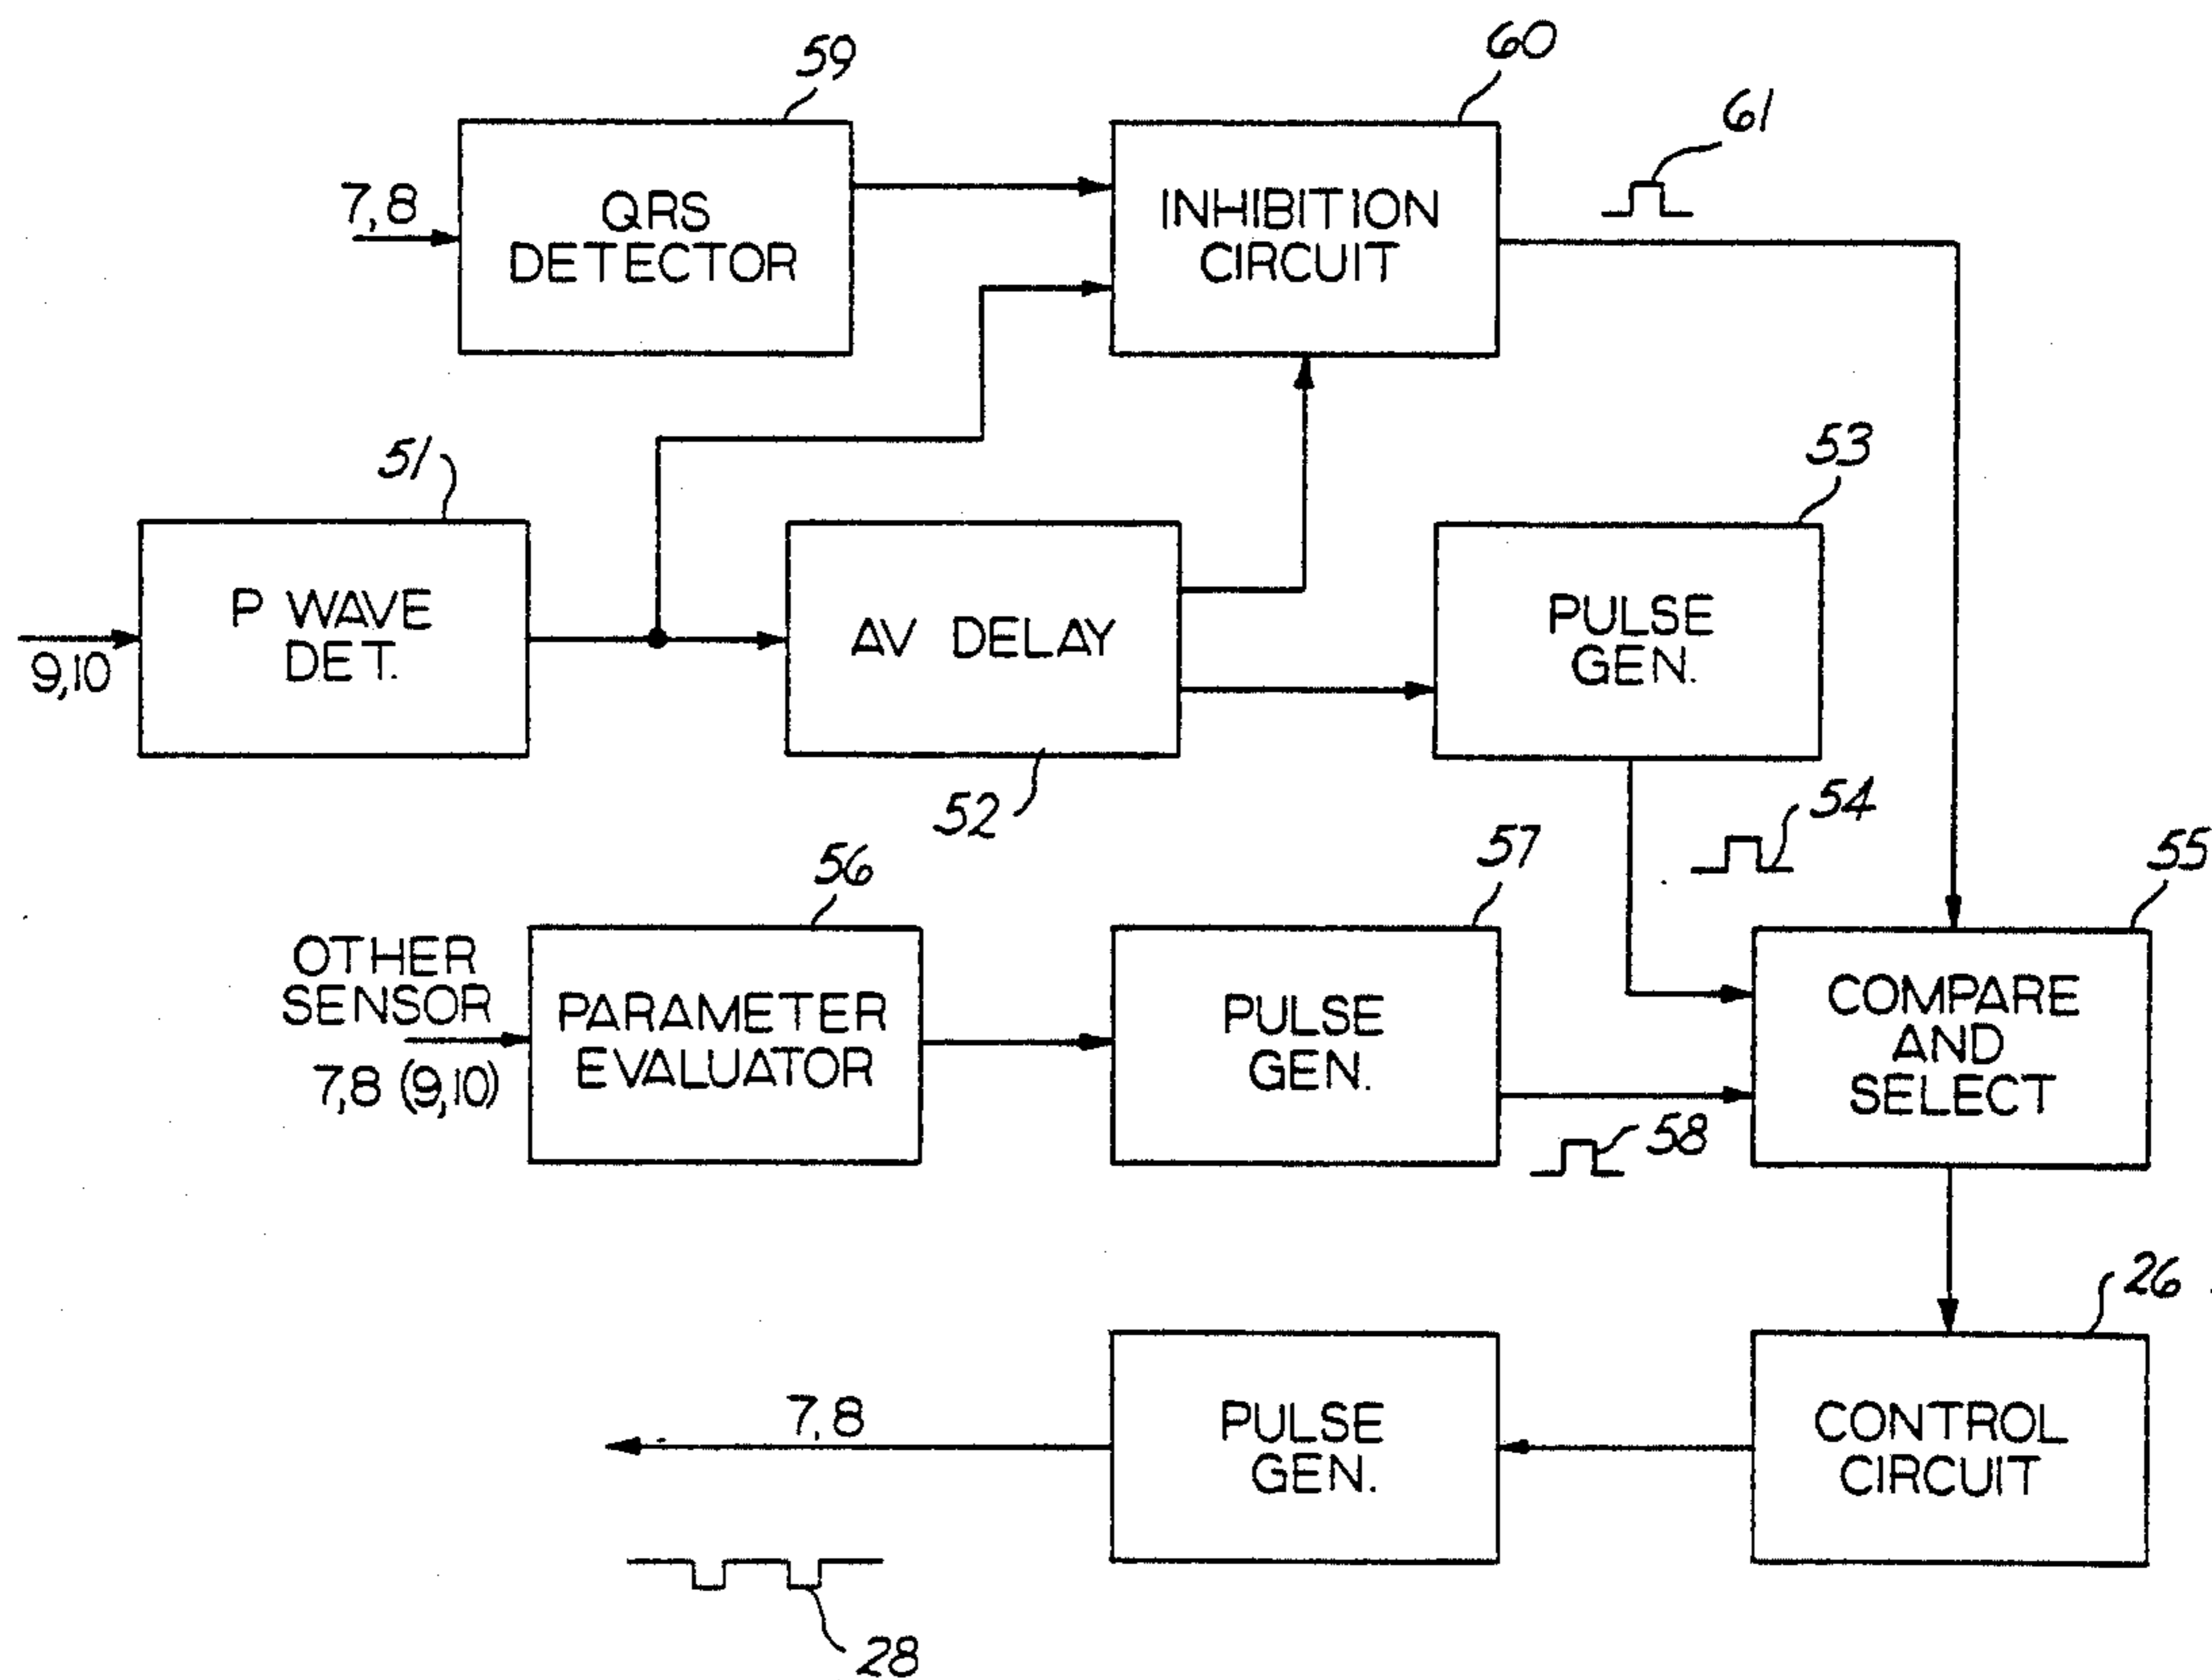 59
60
61
7,8
QRS
DETECTOR
INHIBITION
CIRCUIT
51
53
9,10
P WAVE
DET.
AV DELAY
PULSE
GEN.
52
54
56
57
55
OTHER
SENSOR
7,8 (9,10)
PARAMETER
EVALUATOR
PULSE
GEN.
COMPARE
AND
SELECT
58
26
7,8
PULSE
GEN.
CONTROL
CIRCUIT
28